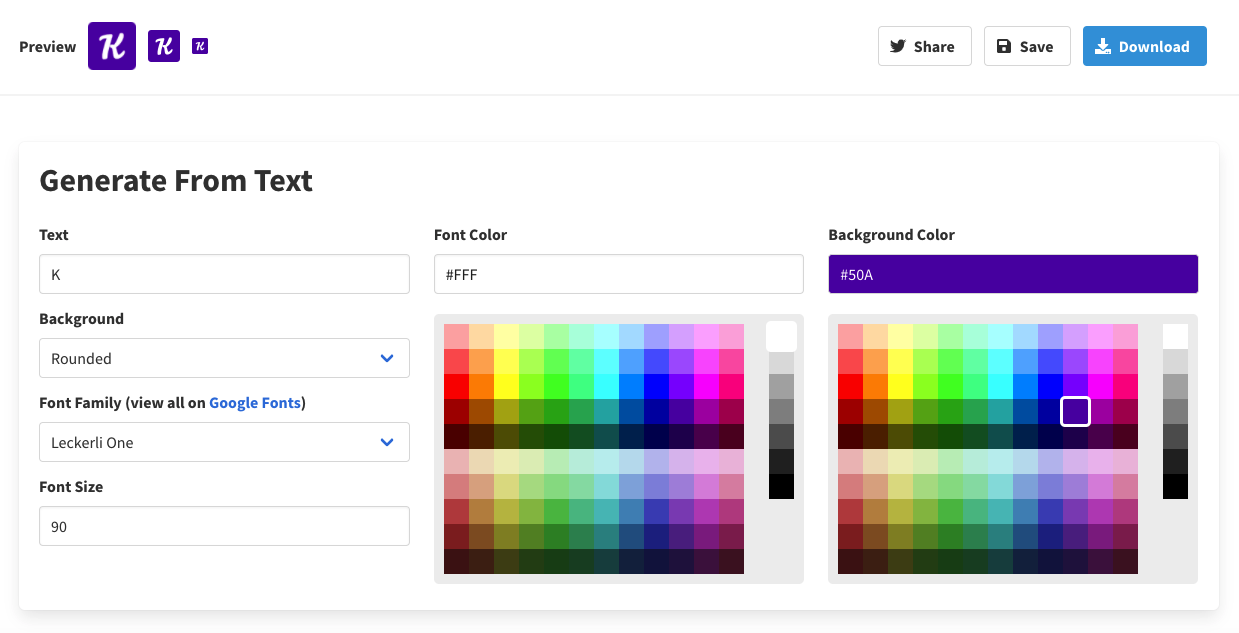 Preview K K K Share Save Download
Generate From Text
Text
K
Background
Rounded
Font Family (view all on Google Fonts)
Leckerli One
Font Size
90
Font Color
#FFF
Background Color
#50A